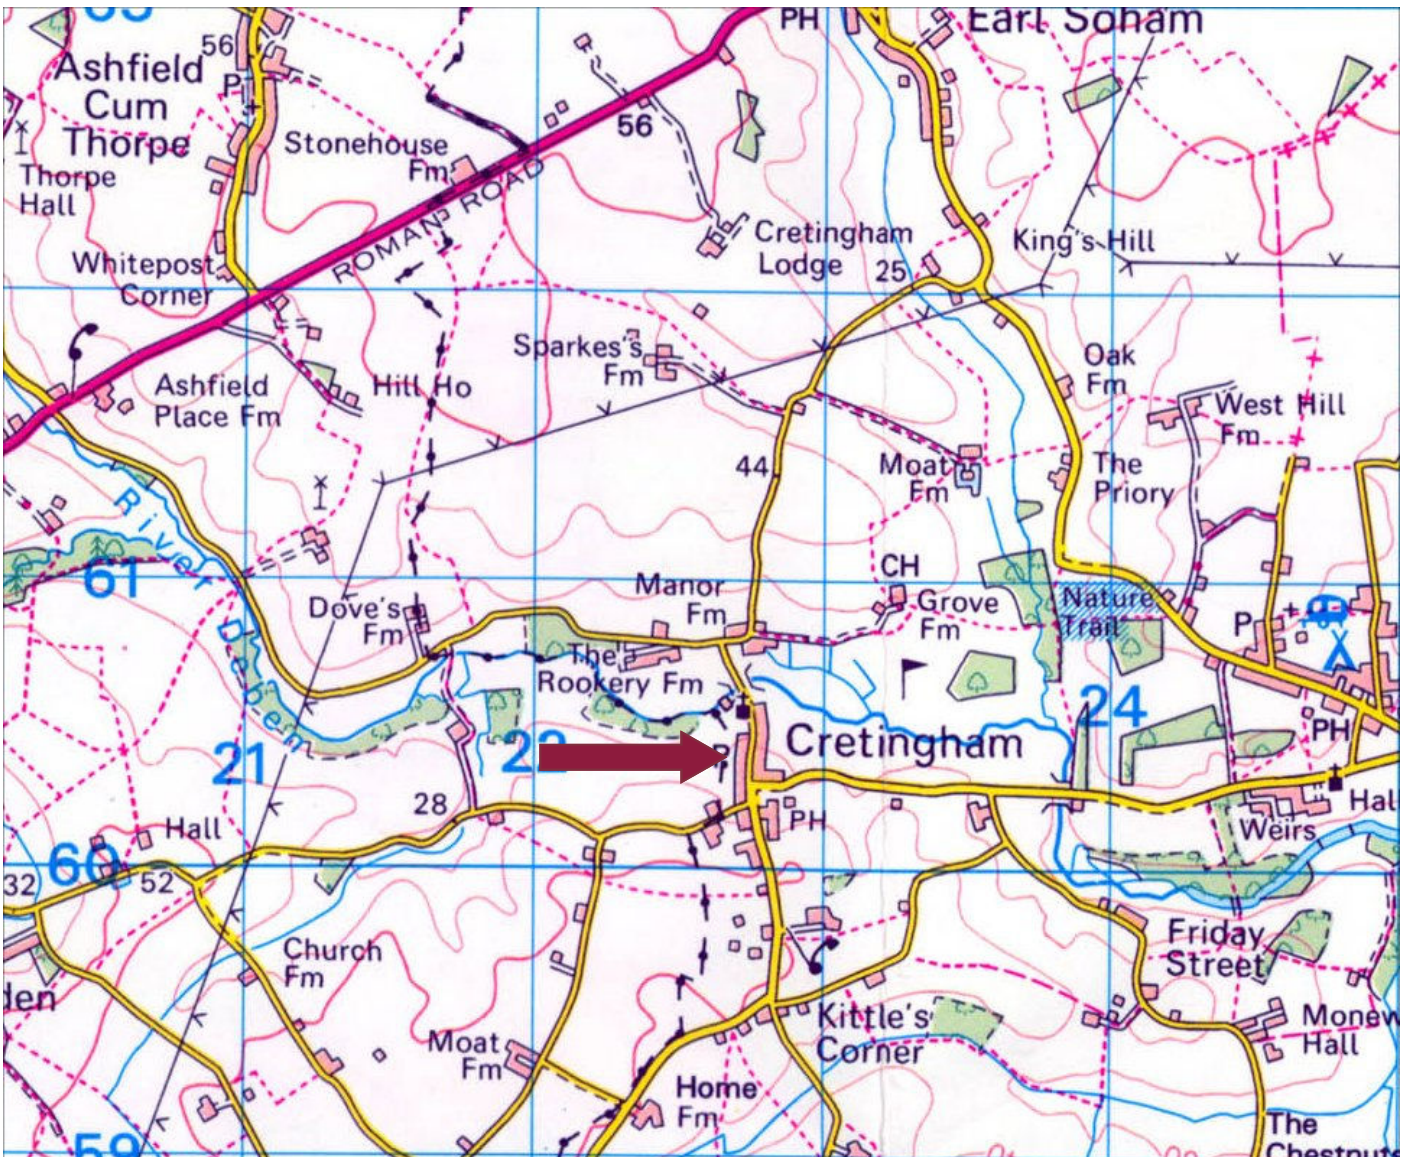 PH
Earl Soham
56
Ashfield
Cum
Thorpe
P
56
Stonehouse
Fm
Thorpe
Hall
ROMAN ROAD
Cretingham
Lodge
King's Hill
25
Whitepost
Corner
Sparkes's
Fm
Oak
Fm
Ashfield
Place Fm
Hill Ho
West Hill
Fm
44
Moat
Fm
The
Priory
River
Deben
61
CH
Manor
Fm
Grove
Fm
Nature
Trail
Dove's
Fm
P
The
Rookery Fm
24
PH
21
22
P
Cretingham
28
PH
Hall
Hal
Weirs
60
32
52
Church
Fm
Friday
Street
den
Kittle's
Corner
Monew
Hall
Moat
Fm
Home
Fm
The
Chestnuts
59